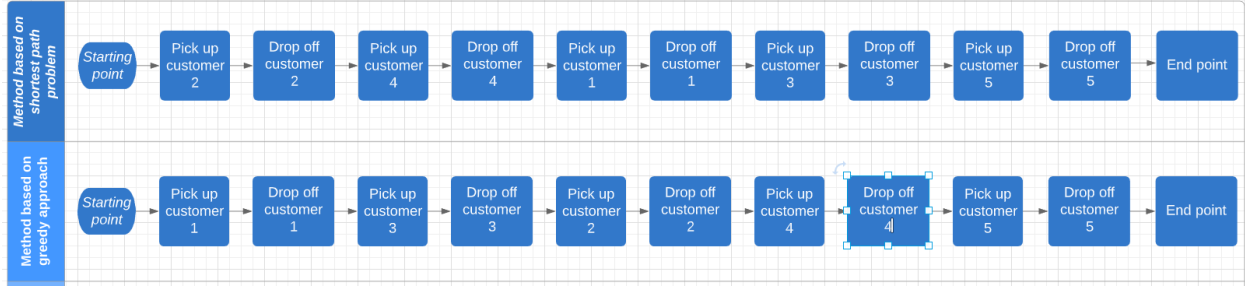 Method based on
shortest path
problem
Starting
point
Pick up
customer
2
Drop off
customer
2
Pick up
customer
4
Drop off
customer
4
Pick up
customer
1
Drop off
customer
1
Pick up
customer
3
Drop off
customer
3
Pick up
customer
5
Drop off
customer
5
End point
Method based on
greedy approach
Starting
point
Pick up
customer
1
Drop off
customer
1
Pick up
customer
3
Drop off
customer
3
Pick up
customer
2
Drop off
customer
2
Pick up
customer
4
Drop off
customer
4
Pick up
customer
5
Drop off
customer
5
End point